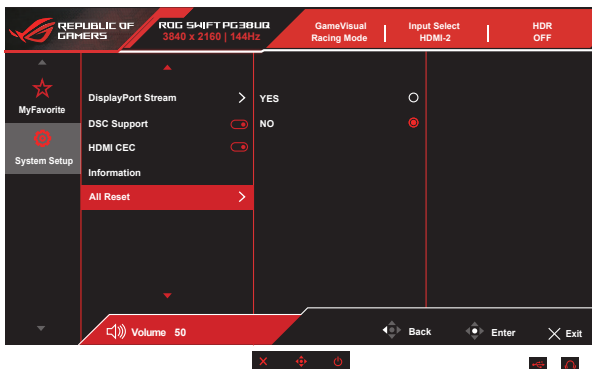 REPUBLIC OF
GAMERS
ROG SWIFT PG38UQ
3840 x 2160 | 144Hz
GameVisual
Racing Mode
Input Select
HDMI-2
HDR
OFF
MyFavorite
System Setup
DisplayPort Stream
DSC Support
HDMI CEC
Information
All Reset
YES
NO
Volume 50
Back
Enter
Exit